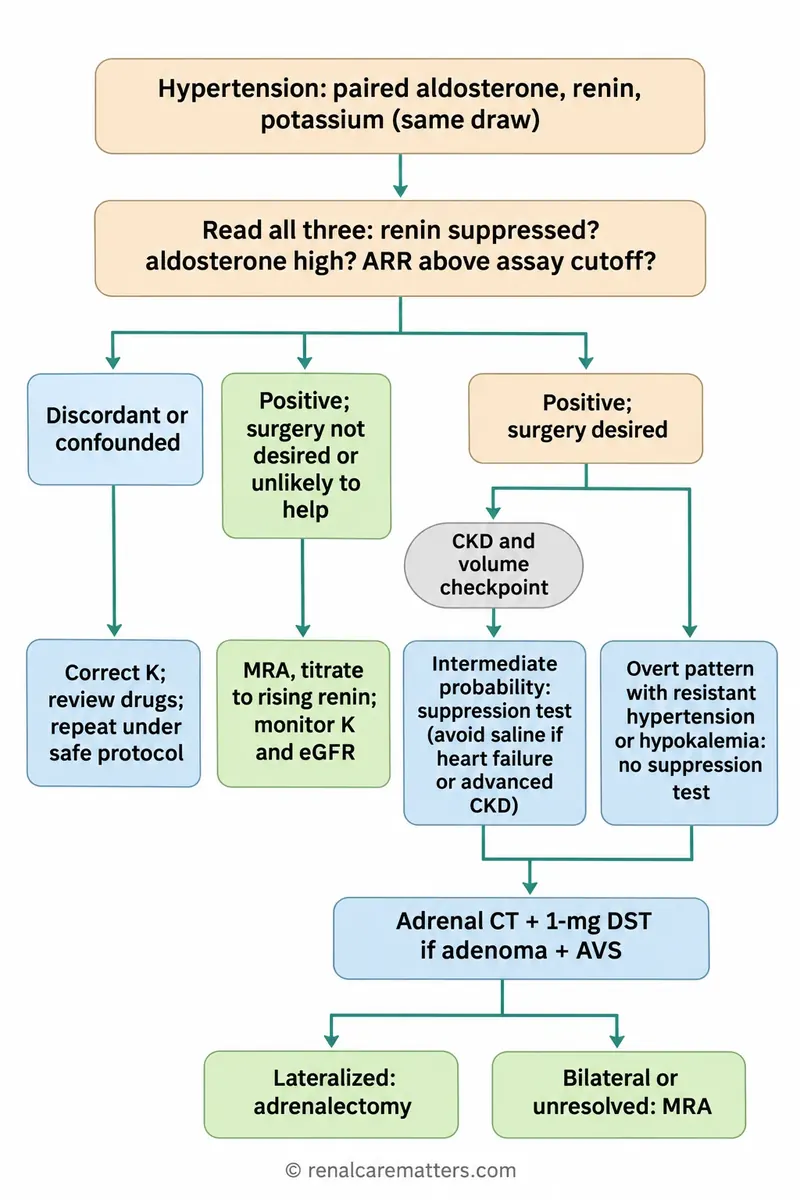 Hypertension: paired aldosterone, renin,
potassium (same draw)
Read all three: renin suppressed?
aldosterone high? ARR above assay cutoff?
Discordant or
confounded
Positive;
surgery not
desired or
unlikely to
help
Positive;
surgery desired
CKD and
volume
checkpoint
Correct K;
review drugs;
repeat under
safe protocol
MRA, titrate
to rising renin;
monitor K
and eGFR
Intermediate
probability:
suppression test
(avoid saline if
heart failure
or advanced
CKD)
Overt pattern
with resistant
hypertension
or hypokalemia:
no suppression
test
Adrenal CT + 1-mg DST
if adenoma + AVS
Lateralized:
adrenalectomy
Bilateral or
unresolved: MRA
© renalcarematters.com